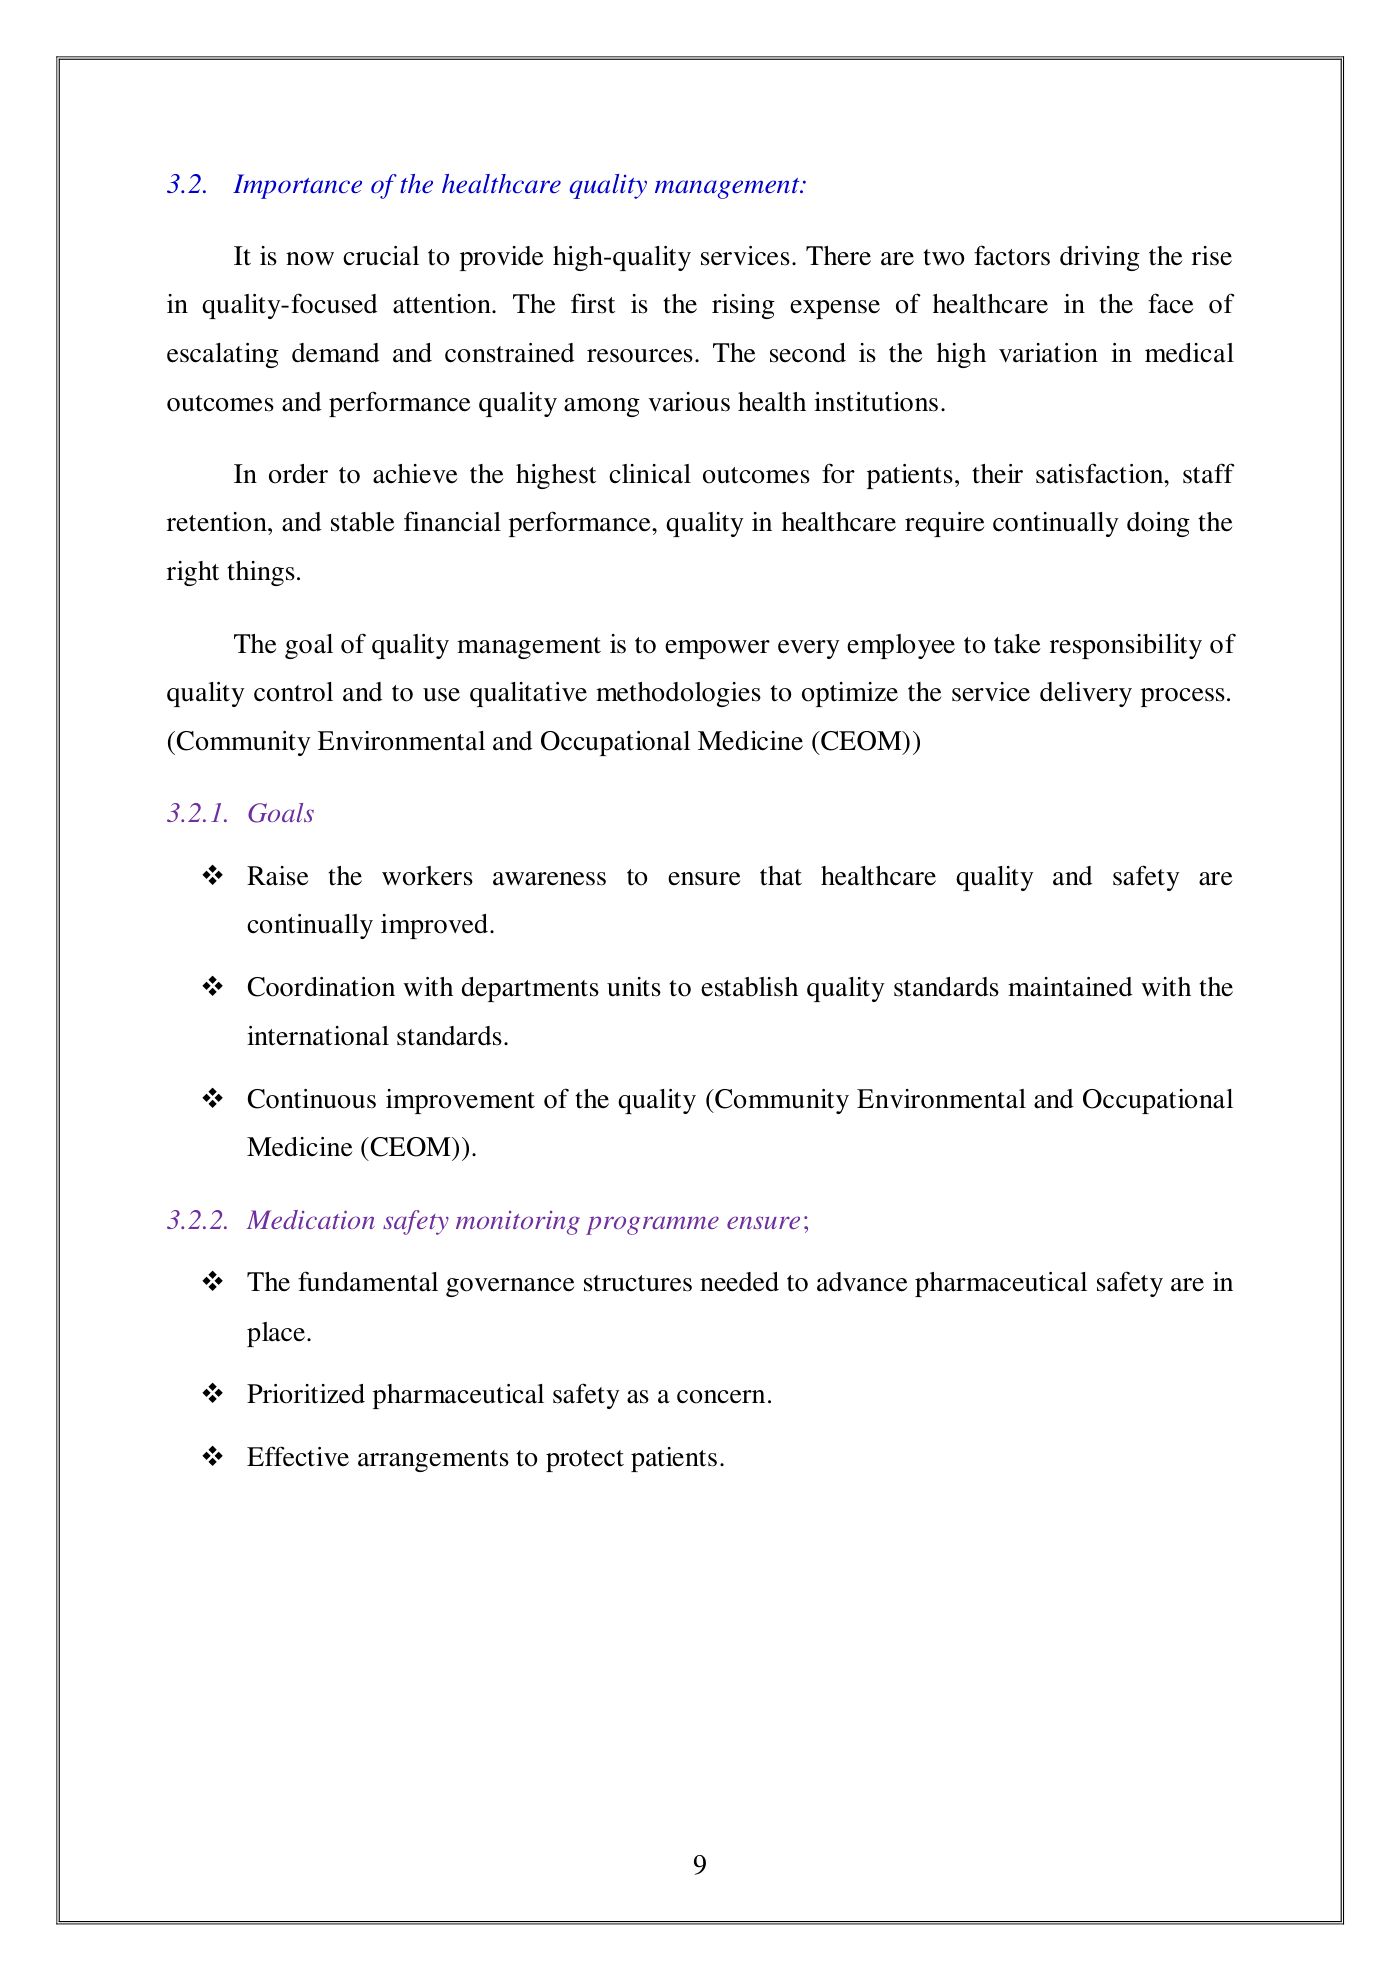 3.2. Importance of the healthcare quality management:
It is now crucial to provide high-quality services. There are two factors driving the rise
in quality-focused attention. The first is the rising expense of healthcare in the face of
escalating demand and constrained resources. The second is the high variation in medical
outcomes and performance quality among various health institutions.
In order to achieve the highest clinical outcomes for patients, their satisfaction, staff
retention, and stable financial performance, quality in healthcare require continually doing the
right things.
The goal of quality management is to empower every employee to take responsibility of
quality control and to use qualitative methodologies to optimize the service delivery process.
(Community Environmental and Occupational Medicine (CEOM))
3.2.1. Goals
❖ Raise the workers awareness to ensure that healthcare quality and safety are
continually improved.
❖ Coordination with departments units to establish quality standards maintained with the
international standards.
❖ Continuous improvement of the quality (Community Environmental and Occupational
Medicine (CEOM)).
3.2.2. Medication safety monitoring programme ensure;
❖ The fundamental governance structures needed to advance pharmaceutical safety are in
place.
❖ Prioritized pharmaceutical safety as a concern.
❖ Effective arrangements to protect patients.
9